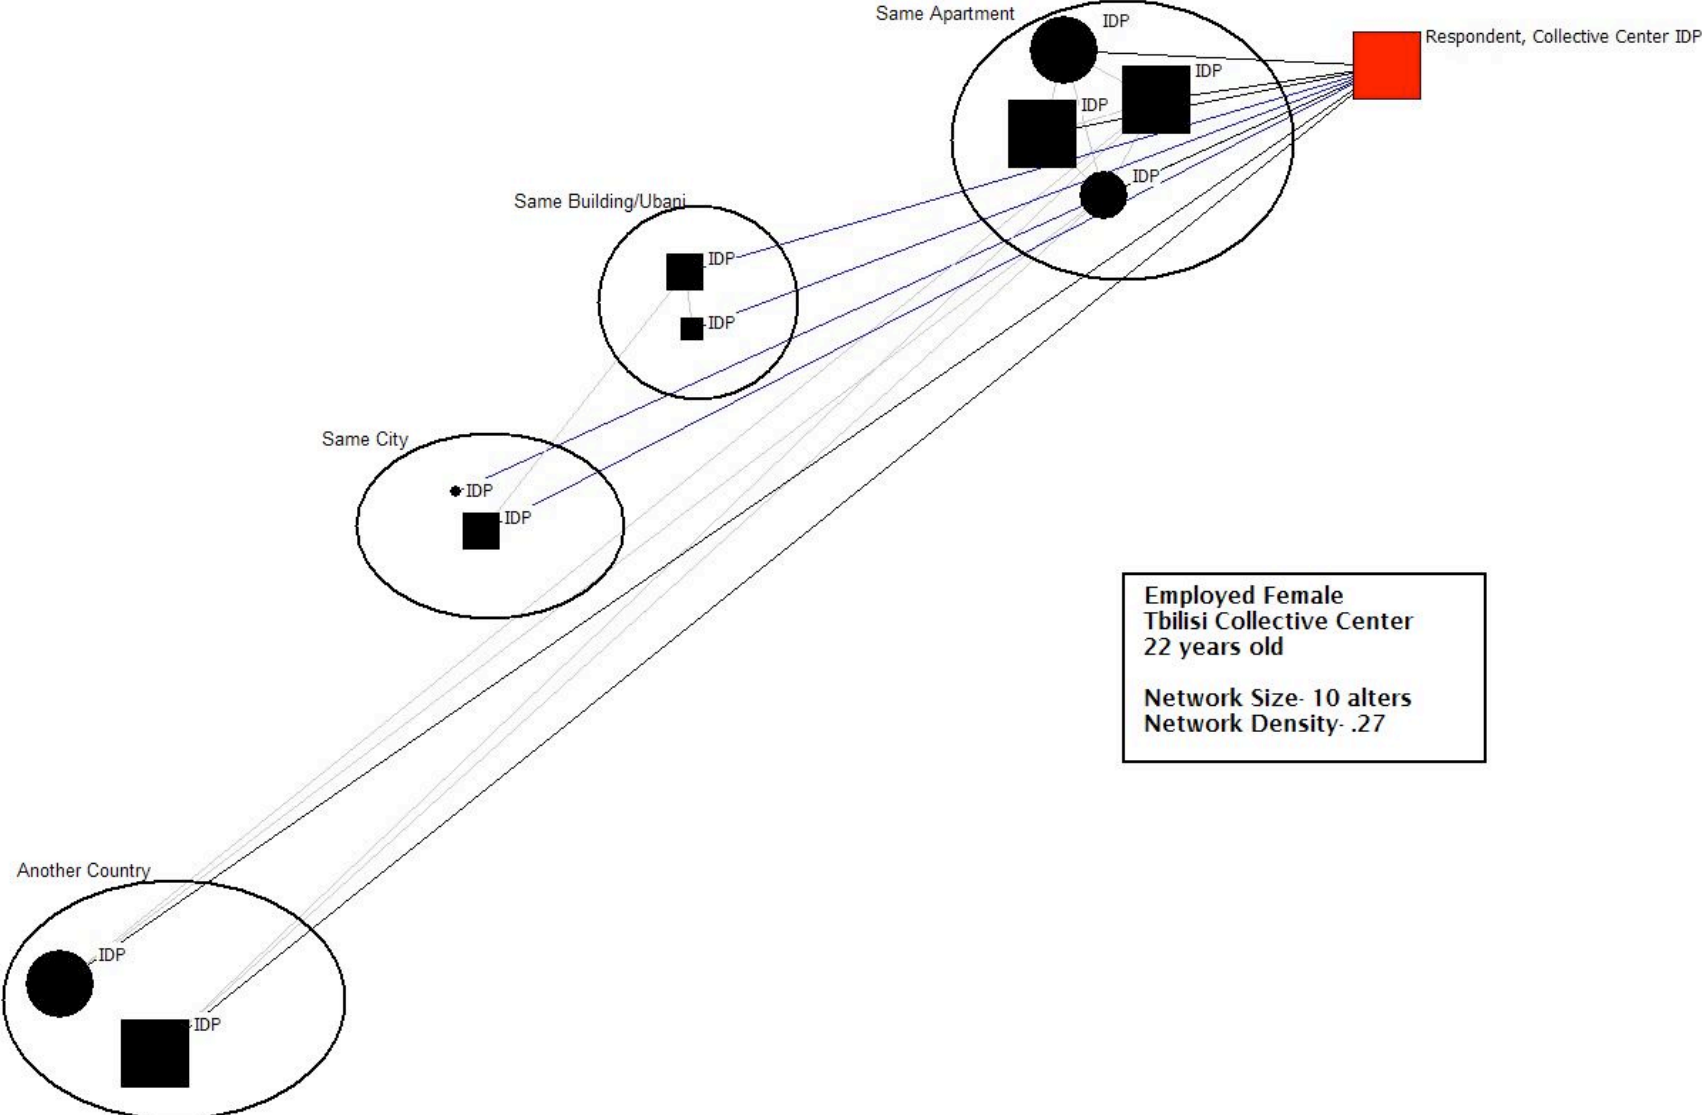 Same Apartment
IDP
Respondent, Collective Center IDP
IDP
IDP
IDP
Same Building/Ubani
IDP
IDP
Same City
IDP
IDP
Employed Female
Tbilisi Collective Center
22 years old
Network Size- 10 alters
Network Density- .27
Another Country
IDP
IDP